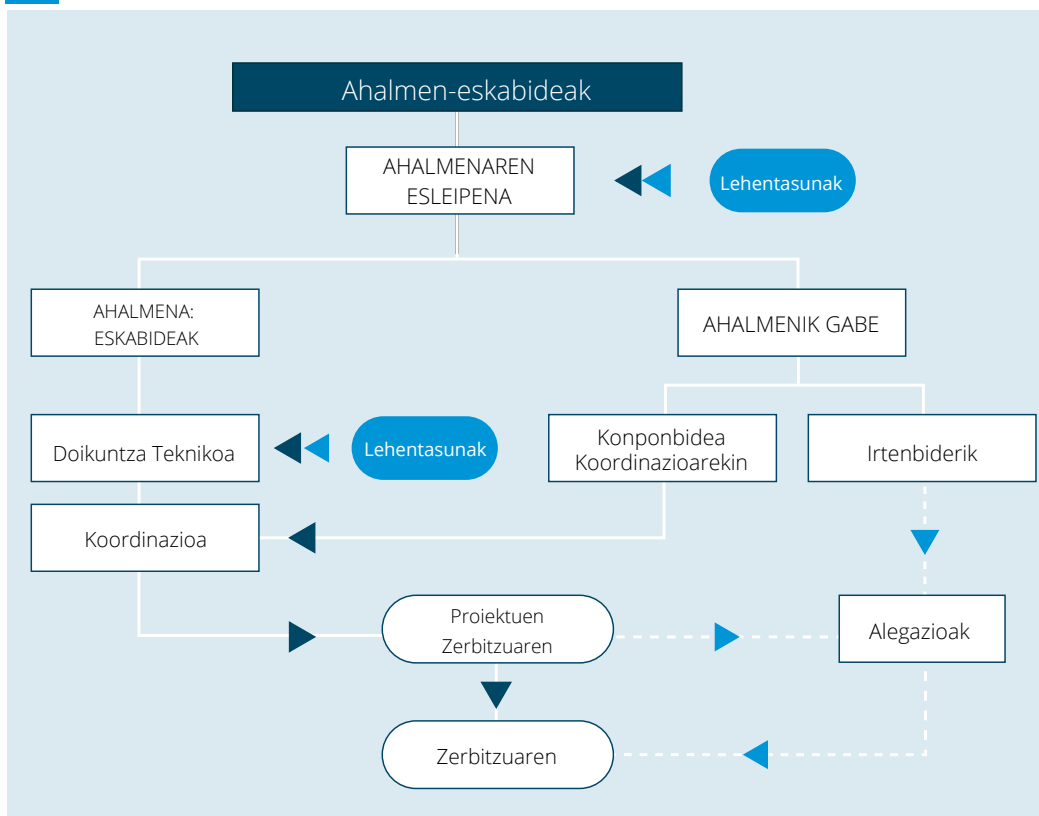 Ahalmen-eskabideak
AHALMENAREN
ESLEIPENA
Lehentasunak
AHALMENA:
ESKABIDEAK
AHALMENIK GABE
Doikuntza Teknikoa
Lehentasunak
Konponbidea
Koordinazioarekin
Irtenbiderik
Koordinazioa
Proiektuen
Zerbitzuaren
Alegazioak
Zerbitzuaren